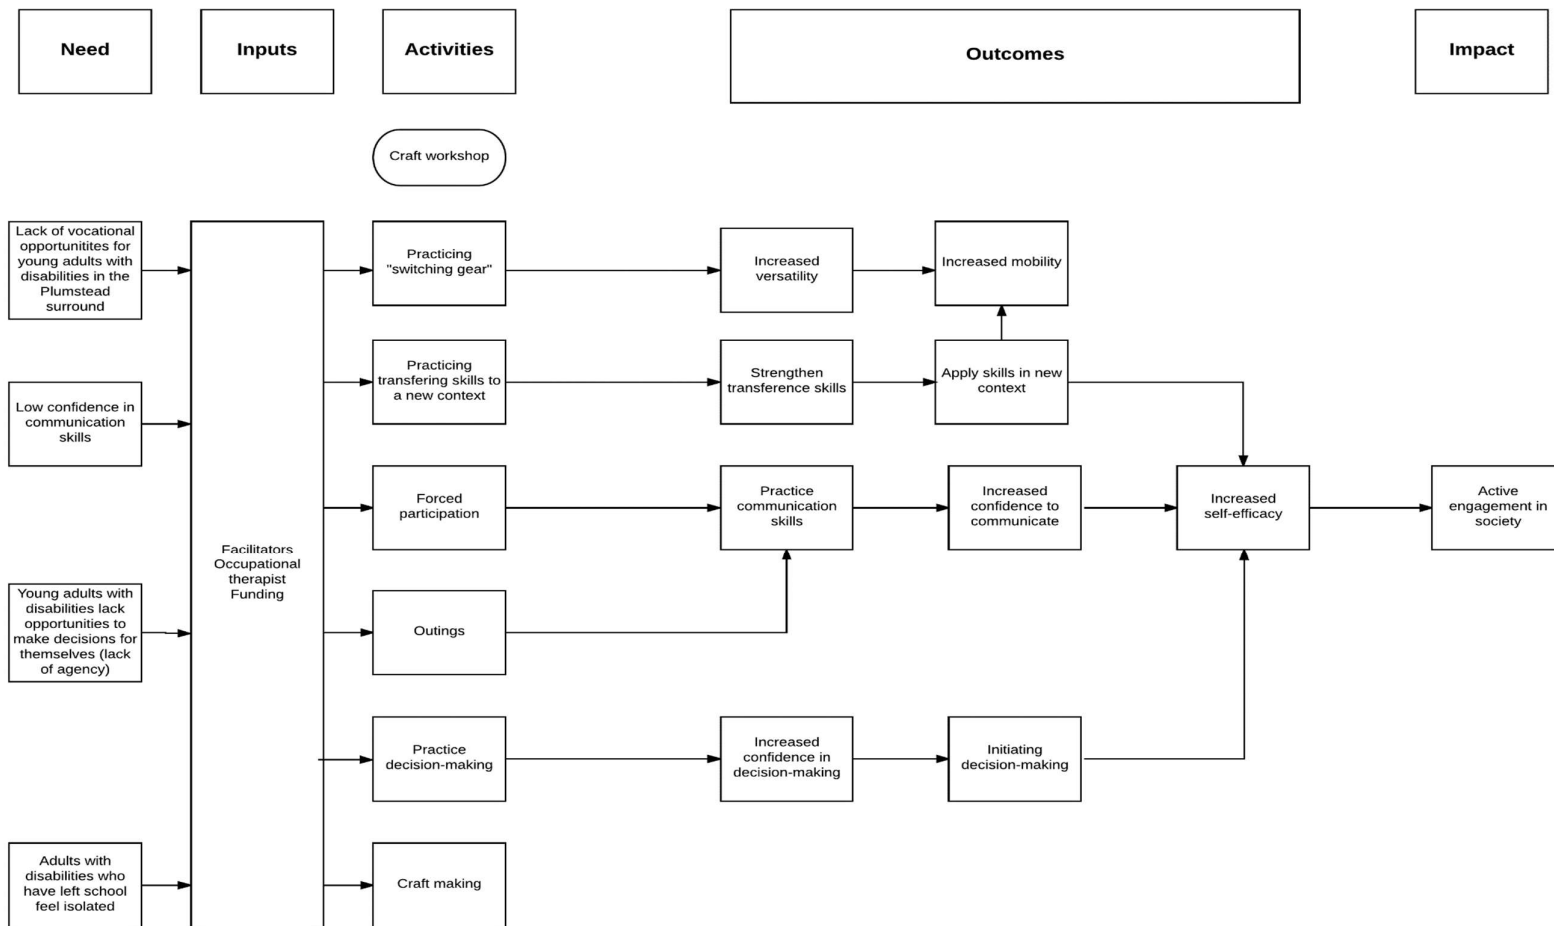 Need
Inputs
Activities
Outcomes
Impact
Craft workshop
Lack of vocational
opportunitites for
young adults with
disabilities in the
Plumstead
surround
Practicing
"switching gear"
Increased
versatility
Increased mobility
Low confidence in
communication
skills
Practicing
transfering skills to
a new context
Strengthen
transference skills
Apply skills in new
context
Forced
participation
Practice
communication
skills
Increased
confidence to
communicate
Increased
self-efficacy
Active
engagement in
society
Facilitators
Occupational
therapist
Funding
Young adults with
disabilities lack
opportunities to
make decisions for
themselves (lack
of agency)
Outings
Practice
decision-making
Increased
confidence in
decision-making
Initiating
decision-making
Adults with
disabilities who
have left school
feel isolated
Craft making